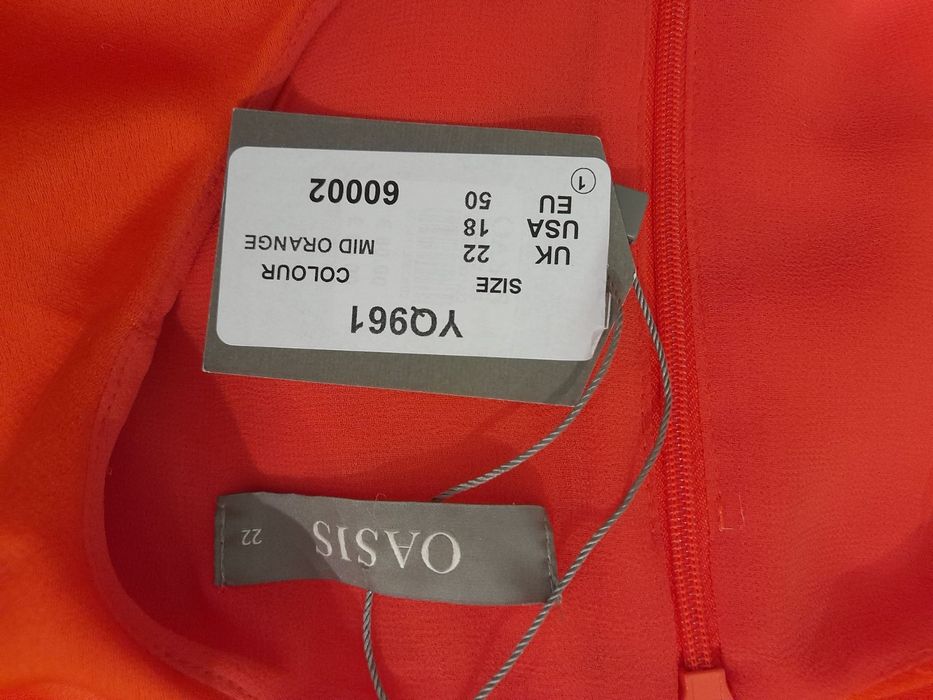 YQ961
SIZE COLOUR
UK 22 MID ORANGE
USA 18
EU 50 60002
1
OASIS 22